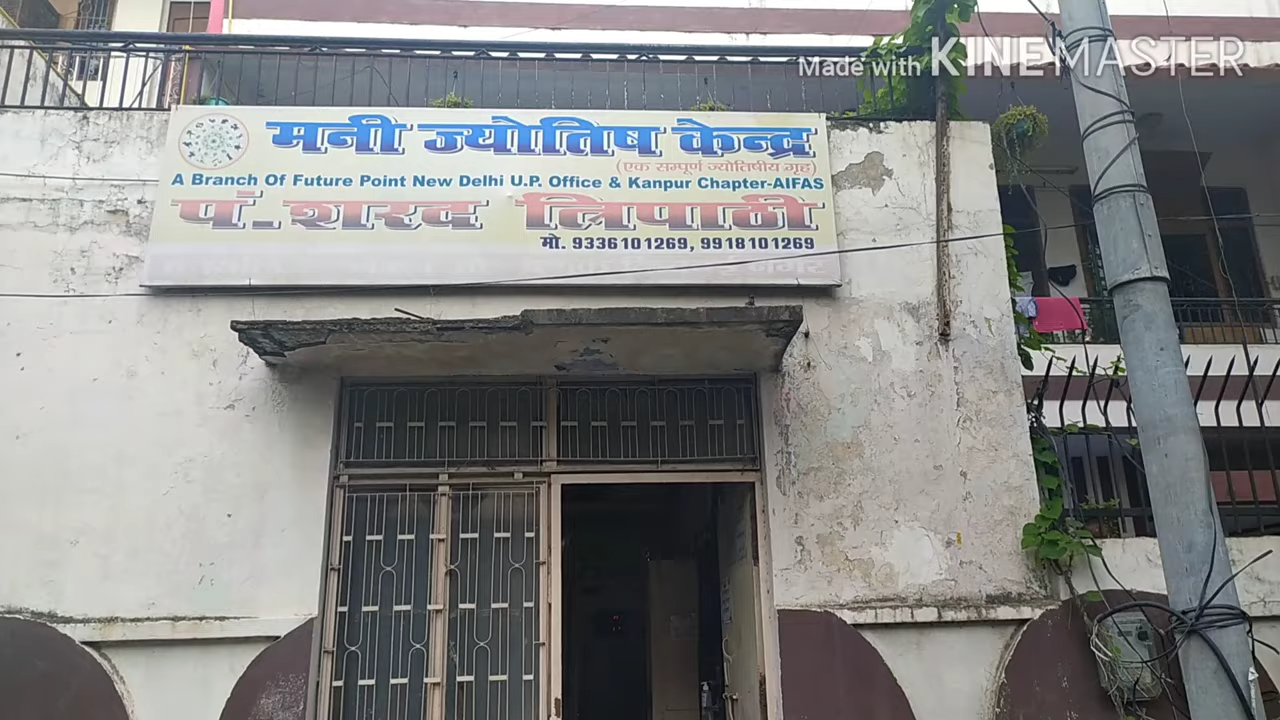 Made with KINEMASTER
मनी ज्योतिष केन्द्र
(एक सम्पूर्ण ज्योतिषीय गृह)
A Branch Of Future Point New Delhi U.P. Office & Kanpur Chapter-AIFAS
पं. शरद त्रिपाठी
मो. 9336101269, 9918101269